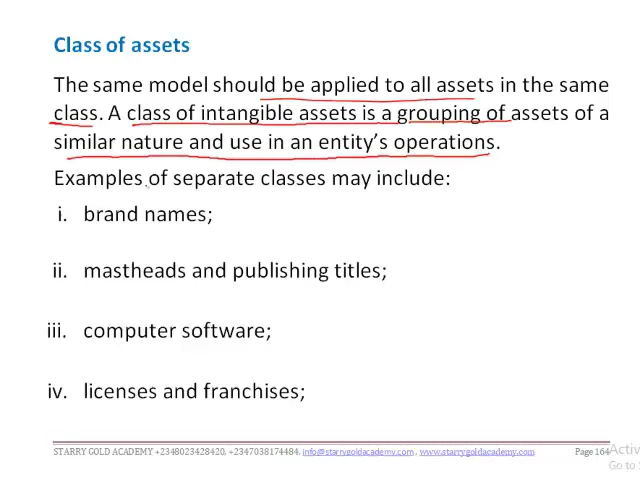 Class of assets
The same model should be applied to all assets in the same
class. A class of intangible assets is a grouping of assets of a
similar nature and use in an entity's operations.
Examples of separate classes may include:
i. brand names;
ii. mastheads and publishing titles;
iii. computer software;
iv. licenses and franchises;
STARRY GOLD ACADEMY +2348023428420, +2347038174484, info@starrygoldacademy.com , www.starrygoldacademy.com Page 164
Activ
Go to